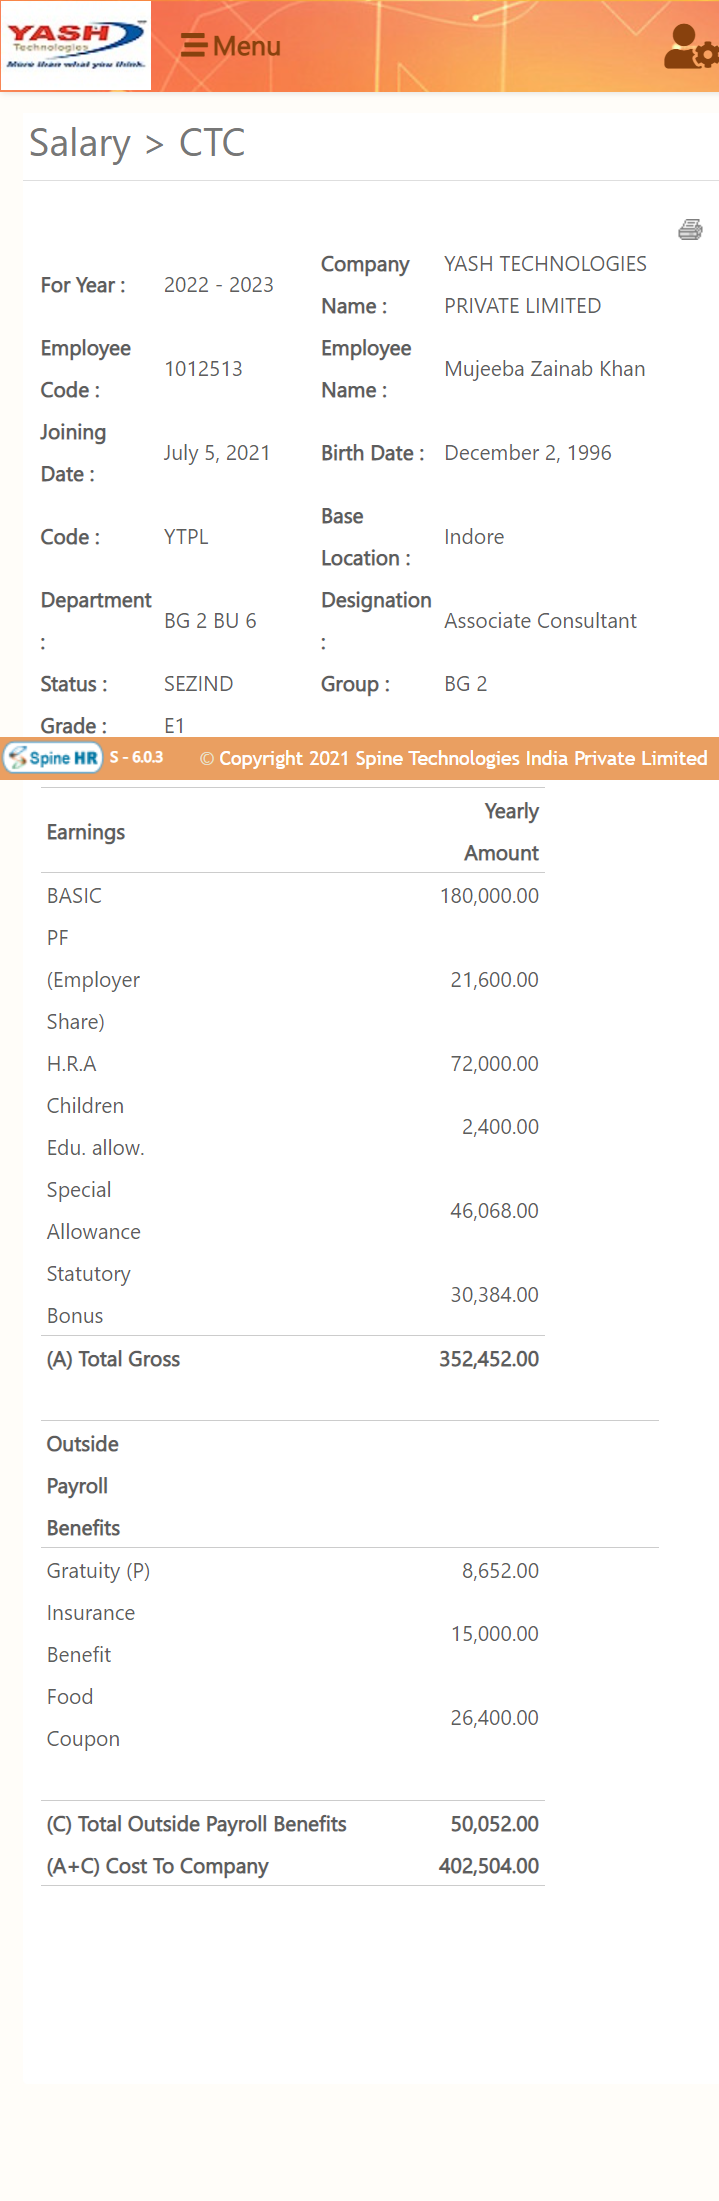 YASH
Technologies
More than what you think.
Menu
Salary > CTC
For Year : 2022 - 2023 Company Name : YASH TECHNOLOGIES PRIVATE LIMITED
Employee Code : 1012513 Employee Name : Mujeeba Zainab Khan
Joining Date : July 5, 2021 Birth Date : December 2, 1996
Code : YTPL Base Location : Indore
Department : BG 2 BU 6 Designation : Associate Consultant
Status : SEZIND Group : BG 2
Grade : E1
Spine HR S - 6.0.3 © Copyright 2021 Spine Technologies India Private Limited
Earnings Yearly Amount
BASIC 180,000.00
PF (Employer Share) 21,600.00
H.R.A 72,000.00
Children Edu. allow. 2,400.00
Special Allowance 46,068.00
Statutory Bonus 30,384.00
(A) Total Gross 352,452.00
Outside Payroll Benefits
Gratuity (P) 8,652.00
Insurance Benefit 15,000.00
Food Coupon 26,400.00
(C) Total Outside Payroll Benefits 50,052.00
(A+C) Cost To Company 402,504.00